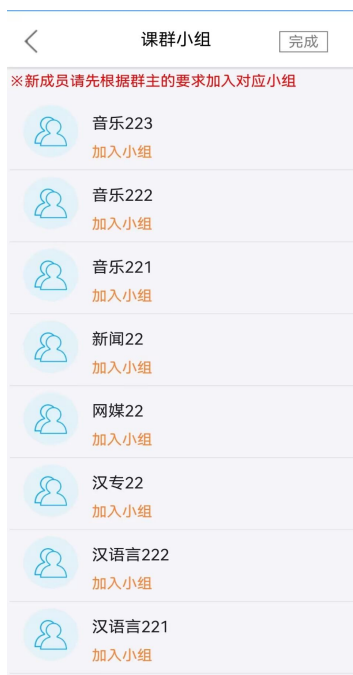 课群小组
完成
※新成员请先根据群主的要求加入对应小组
音乐223
加入小组
音乐222
加入小组
音乐221
加入小组
新闻22
加入小组
网媒22
加入小组
汉专22
加入小组
汉语言222
加入小组
汉语言221
加入小组